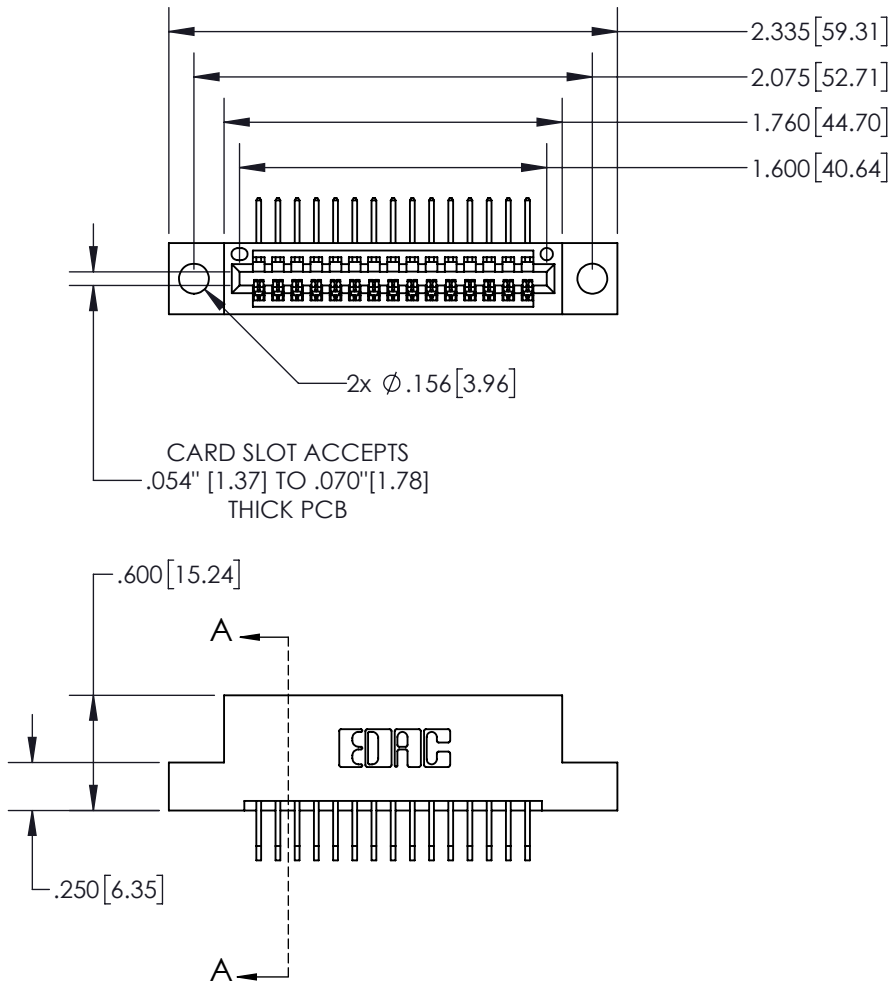 2.335[59.31]
2.075[52.71]
1.760[44.70]
1.600[40.64]
2x ∅.156[3.96]
CARD SLOT ACCEPTS
.054" [1.37] TO .070"[1.78]
THICK PCB
.600[15.24]
A
EDAC
.250[6.35]
A